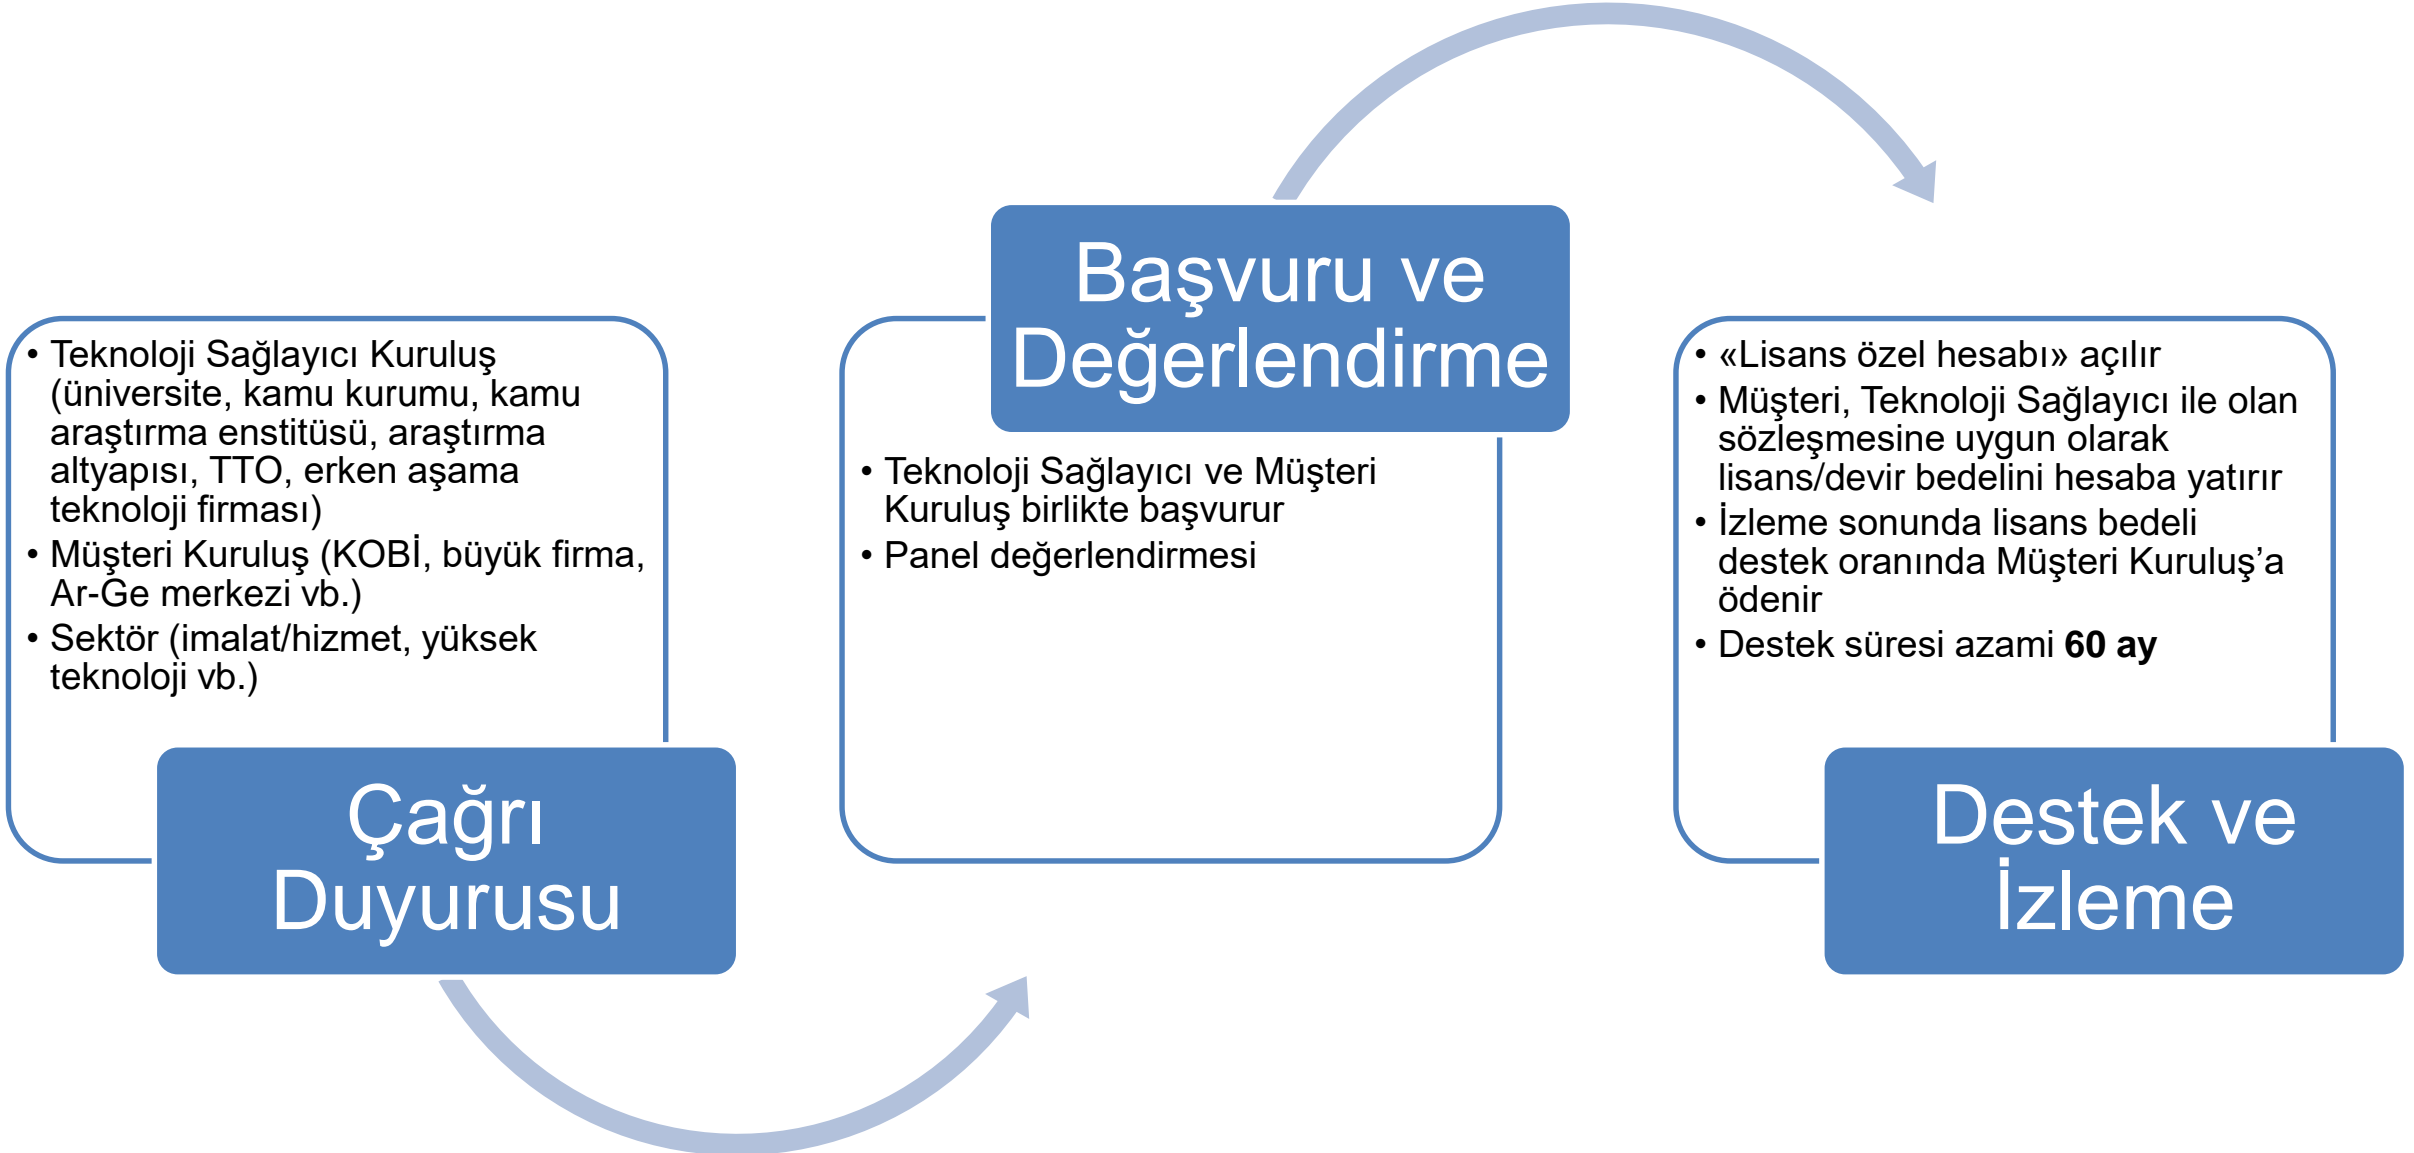 • Teknoloji Sağlayıcı Kuruluş
(üniversite, kamu kurumu, kamu
araştırma enstitüsü, araştırma
altyapısı, TTO, erken aşama
teknoloji firması)
• Müşteri Kuruluş (KOBİ, büyük firma,
Ar-Ge merkezi vb.)
• Sektör (imalat/hizmet, yüksek
teknoloji vb.)
Çağrı
Duyurusu
Başvuru ve
Değerlendirme
• Teknoloji Sağlayıcı ve Müşteri
Kuruluş birlikte başvurur
• Panel değerlendirmesi
• «Lisans özel hesabı» açılır
• Müşteri, Teknoloji Sağlayıcı ile olan
sözleşmesine uygun olarak
lisans/devir bedelini hesaba yatırır
• İzleme sonunda lisans bedeli
destek oranında Müşteri Kuruluş’a
ödenir
• Destek süresi azami 60 ay
Destek ve
İzleme